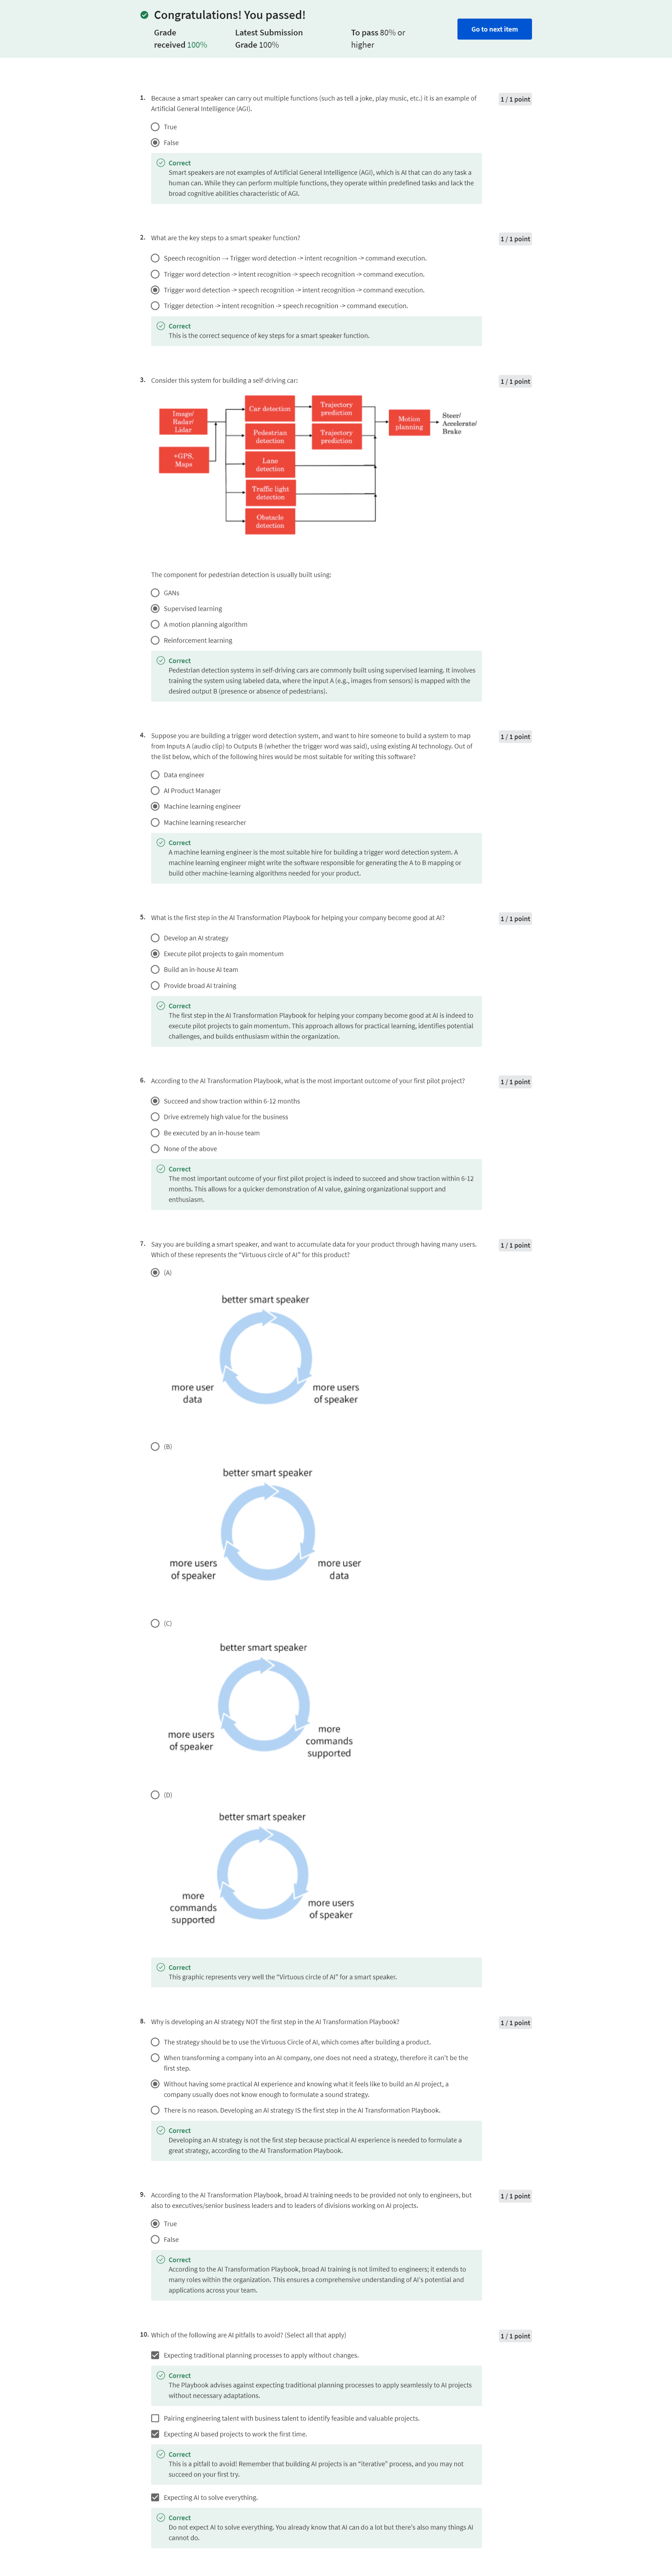 Congratulations! You passed!
Grade received 100%
Latest Submission Grade 100%
To pass 80% or higher
Go to next item
1. Because a smart speaker can carry out multiple functions (such as tell a joke, play music, etc.) it is an example of
Artificial General Intelligence (AGI).
1 / 1 point
True
False
Correct
Smart speakers are not examples of Artificial General Intelligence (AGI), which is AI that can do any task a
human can. While they can perform multiple functions, they operate within predefined tasks and lack the
broad cognitive abilities characteristic of AGI.
2. What are the key steps to a smart speaker function?
1 / 1 point
Speech recognition → Trigger word detection -> intent recognition -> command execution.
Trigger word detection -> intent recognition -> speech recognition -> command execution.
Trigger word detection -> speech recognition -> intent recognition -> command execution.
Trigger detection -> intent recognition -> speech recognition -> command execution.
Correct
This is the correct sequence of key steps for a smart speaker function.
3. Consider this system for building a self-driving car:
1 / 1 point
Image/
Radar/
Lidar
+GPS,
Maps
Car detection
Trajectory
prediction
Pedestrian
detection
Trajectory
prediction
Lane
detection
Traffic light
detection
Obstacle
detection
Motion
planning
Steer/
Accelerate/
Brake
The component for pedestrian detection is usually built using:
GANs
Supervised learning
A motion planning algorithm
Reinforcement learning
Correct
Pedestrian detection systems in self-driving cars are commonly built using supervised learning. It involves
training the system using labeled data, where the input A (e.g., images from sensors) is mapped with the
desired output B (presence or absence of pedestrians).
4. Suppose you are building a trigger word detection system, and want to hire someone to build a system to map
from Inputs A (audio clip) to Outputs B (whether the trigger word was said), using existing AI technology. Out of
the list below, which of the following hires would be most suitable for writing this software?
1 / 1 point
Data engineer
AI Product Manager
Machine learning engineer
Machine learning researcher
Correct
A machine learning engineer is the most suitable hire for building a trigger word detection system. A
machine learning engineer might write the software responsible for generating the A to B mapping or
build other machine-learning algorithms needed for your product.
5. What is the first step in the AI Transformation Playbook for helping your company become good at AI?
1 / 1 point
Develop an AI strategy
Execute pilot projects to gain momentum
Build an in-house AI team
Provide broad AI training
Correct
The first step in the AI Transformation Playbook for helping your company become good at AI is indeed to
execute pilot projects to gain momentum. This approach allows for practical learning, identifies potential
challenges, and builds enthusiasm within the organization.
6. According to the AI Transformation Playbook, what is the most important outcome of your first pilot project?
1 / 1 point
Succeed and show traction within 6-12 months
Drive extremely high value for the business
Be executed by an in-house team
None of the above
Correct
The most important outcome of your first pilot project is indeed to succeed and show traction within 6-12
months. This allows for a quicker demonstration of AI value, gaining organizational support and
enthusiasm.
7. Say you are building a smart speaker, and want to accumulate data for your product through having many users.
Which of these represents the “Virtuous circle of AI” for this product?
1 / 1 point
(A)
better smart speaker
more user
data
more users
of speaker
(B)
better smart speaker
more users
of speaker
more user
data
(C)
better smart speaker
more users
of speaker
more
commands
supported
(D)
better smart speaker
more
commands
supported
more users
of speaker
Correct
This graphic represents very well the “Virtuous circle of AI” for a smart speaker.
8. Why is developing an AI strategy NOT the first step in the AI Transformation Playbook?
1 / 1 point
The strategy should be to use the Virtuous Circle of AI, which comes after building a product.
When transforming a company into an AI company, one does not need a strategy, therefore it can't be the
first step.
Without having some practical AI experience and knowing what it feels like to build an AI project, a
company usually does not know enough to formulate a sound strategy.
There is no reason. Developing an AI strategy IS the first step in the AI Transformation Playbook.
Correct
Developing an AI strategy is not the first step because practical AI experience is needed to formulate a
great strategy, according to the AI Transformation Playbook.
9. According to the AI Transformation Playbook, broad AI training needs to be provided not only to engineers, but
also to executives/senior business leaders and to leaders of divisions working on AI projects.
1 / 1 point
True
False
Correct
According to the AI Transformation Playbook, broad AI training is not limited to engineers; it extends to
many roles within the organization. This ensures a comprehensive understanding of AI's potential and
applications across your team.
10. Which of the following are AI pitfalls to avoid? (Select all that apply)
1 / 1 point
Expecting traditional planning processes to apply without changes.
Correct
The Playbook advises against expecting traditional planning processes to apply seamlessly to AI projects
without necessary adaptations.
Pairing engineering talent with business talent to identify feasible and valuable projects.
Expecting AI based projects to work the first time.
Correct
This is a pitfall to avoid! Remember that building AI projects is an “iterative” process, and you may not
succeed on your first try.
Expecting AI to solve everything.
Correct
Do not expect AI to solve everything. You already know that AI can do a lot but there's also many things AI
cannot do.